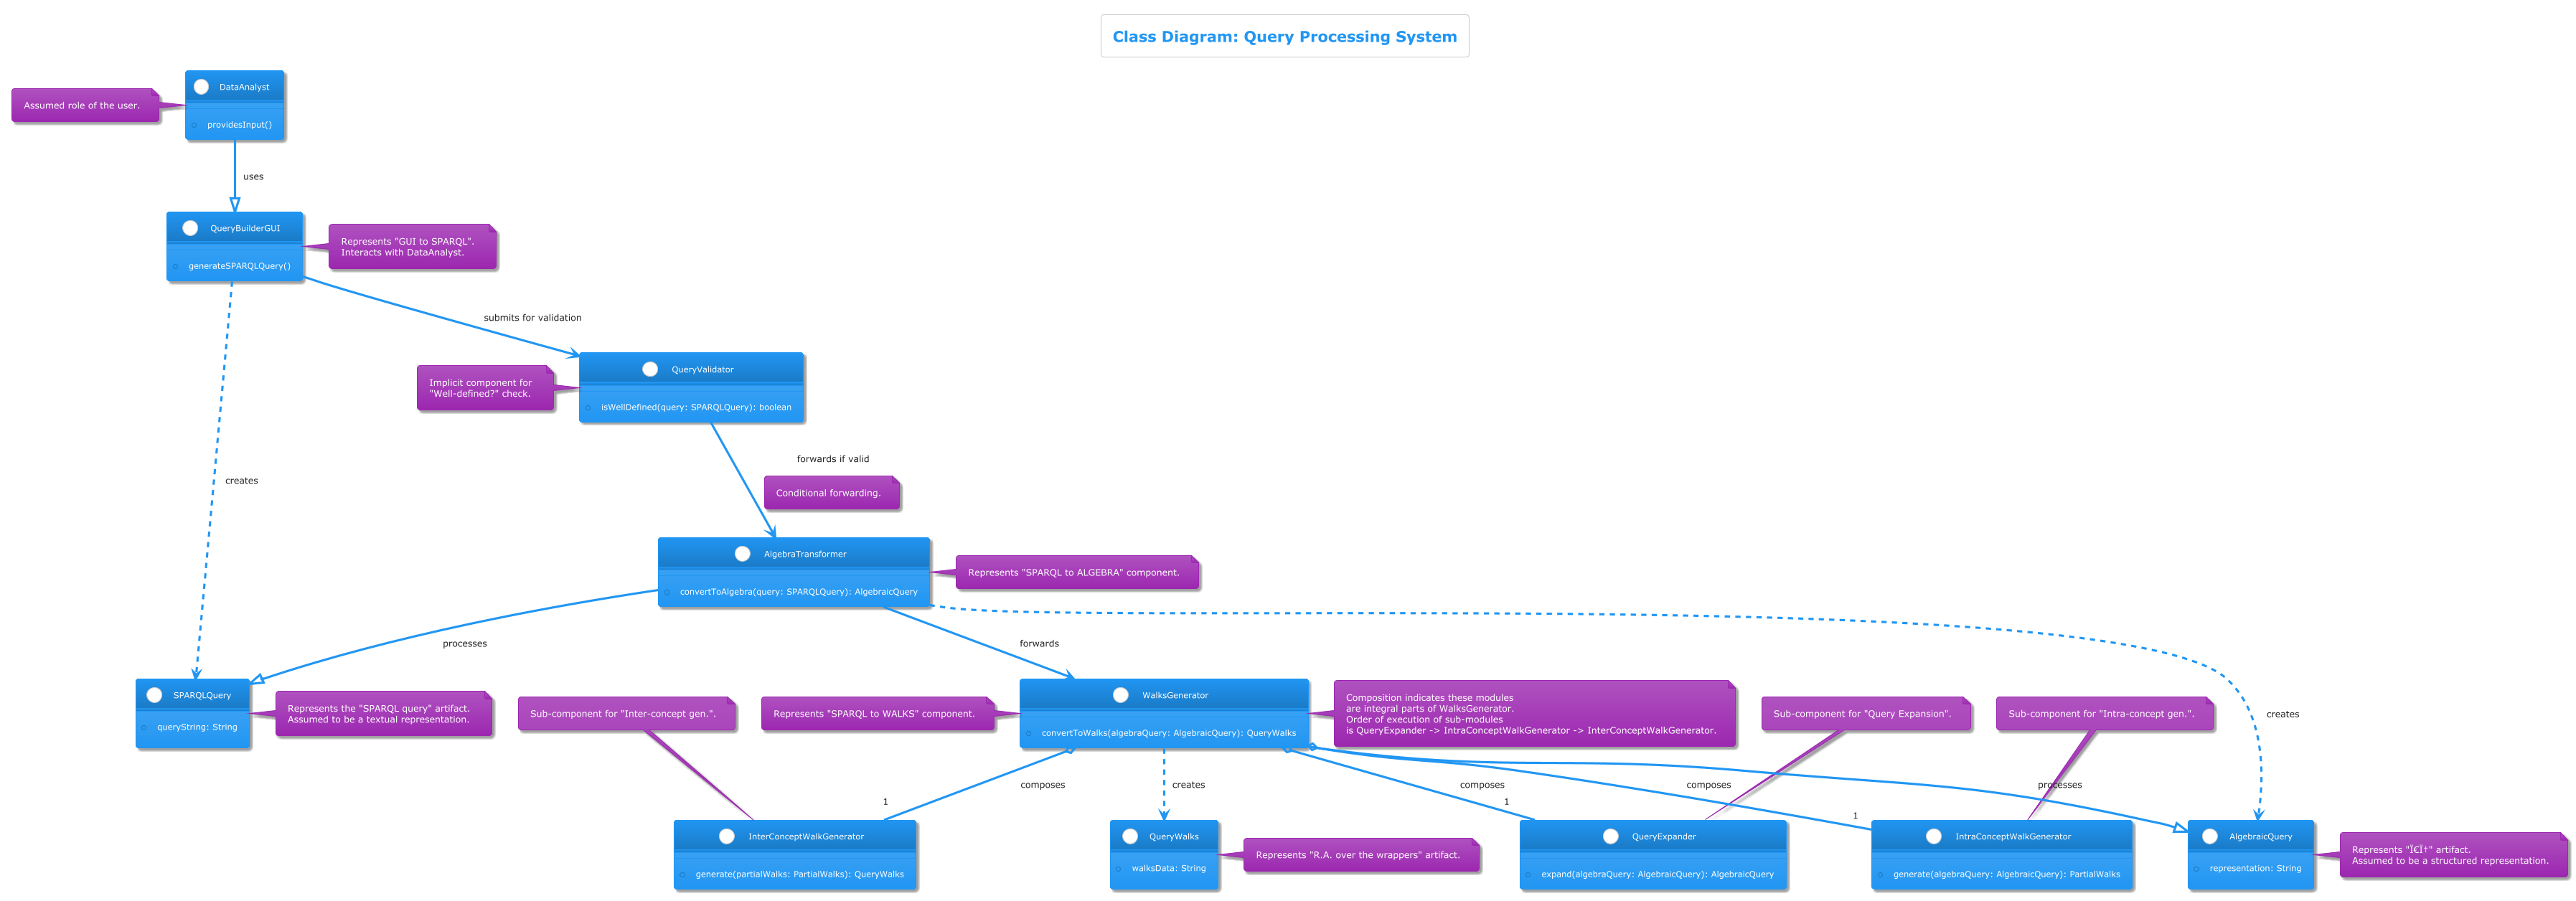 Class Diagram: Query Processing System
Assumed role of the user.
DataAnalyst
providesInput()
uses
QueryBuilderGUI
generateSPARQLQuery()
Represents "GUI to SPARQL".
Interacts with DataAnalyst.
submits for validation
Implicit component for
"Well-defined?" check.
QueryValidator
isWellDefined(query: SPARQLQuery): boolean
forwards if valid
creates
Conditional forwarding.
AlgebraTransformer
convertToAlgebra(query: SPARQLQuery): AlgebraicQuery
Represents "SPARQL to ALGEBRA" component.
processes
forwards
SPARQLQuery
queryString: String
Represents the "SPARQL query" artifact.
Assumed to be a textual representation.
Sub-component for "Inter-concept gen.".
Represents "SPARQL to WALKS" component.
WalksGenerator
convertToWalks(algebraQuery: AlgebraicQuery): QueryWalks
Composition indicates these modules
are integral parts of WalksGenerator.
Order of execution of sub-modules
is QueryExpander -> IntraConceptWalkGenerator -> InterConceptWalkGenerator.
Sub-component for "Query Expansion".
Sub-component for "Intra-concept gen.".
creates
composes
creates
composes
composes
processes
1
1
1
InterConceptWalkGenerator
generate(partialWalks: PartialWalks): QueryWalks
QueryWalks
walksData: String
Represents "R.A. over the wrappers" artifact.
QueryExpander
expand(algebraQuery: AlgebraicQuery): AlgebraicQuery
IntraConceptWalkGenerator
generate(algebraQuery: AlgebraicQuery): PartialWalks
AlgebraicQuery
representation: String
Represents "Ï€Ï†" artifact.
Assumed to be a structured representation.